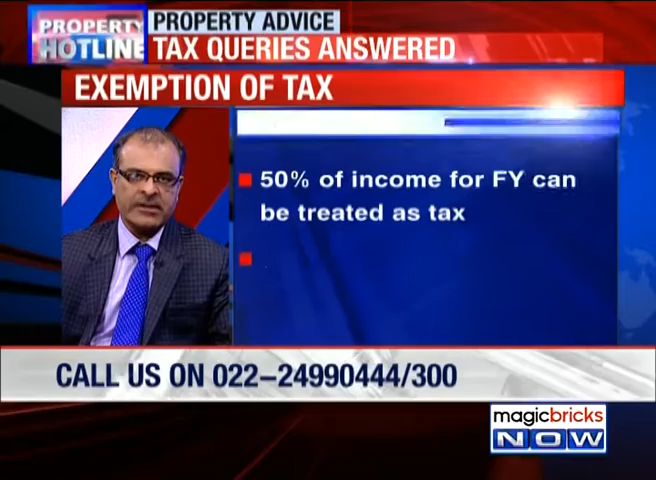 PROPERTY
HOTLINE
PROPERTY ADVICE
TAX QUERIES ANSWERED
EXEMPTION OF TAX
50% of income for FY can
be treated as tax
CALL US ON 022–24990444/300
magicbricks
NOW